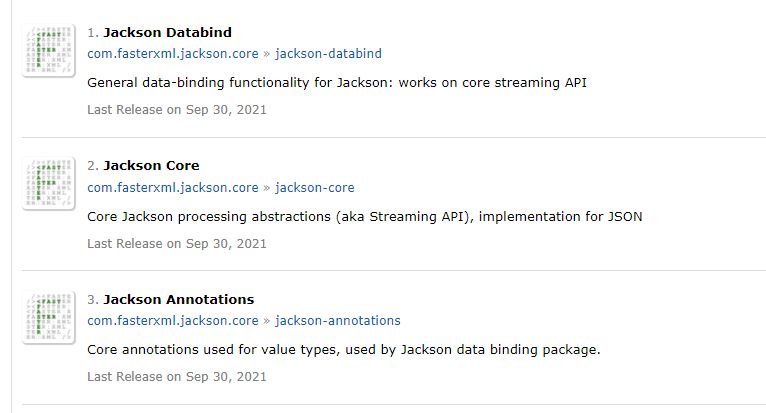 1. Jackson Databind
com.fasterxml.jackson.core » jackson-databind
General data-binding functionality for Jackson: works on core streaming API
Last Release on Sep 30, 2021
2. Jackson Core
com.fasterxml.jackson.core » jackson-core
Core Jackson processing abstractions (aka Streaming API), implementation for JSON
Last Release on Sep 30, 2021
3. Jackson Annotations
com.fasterxml.jackson.core » jackson-annotations
Core annotations used for value types, used by Jackson data binding package.
Last Release on Sep 30, 2021